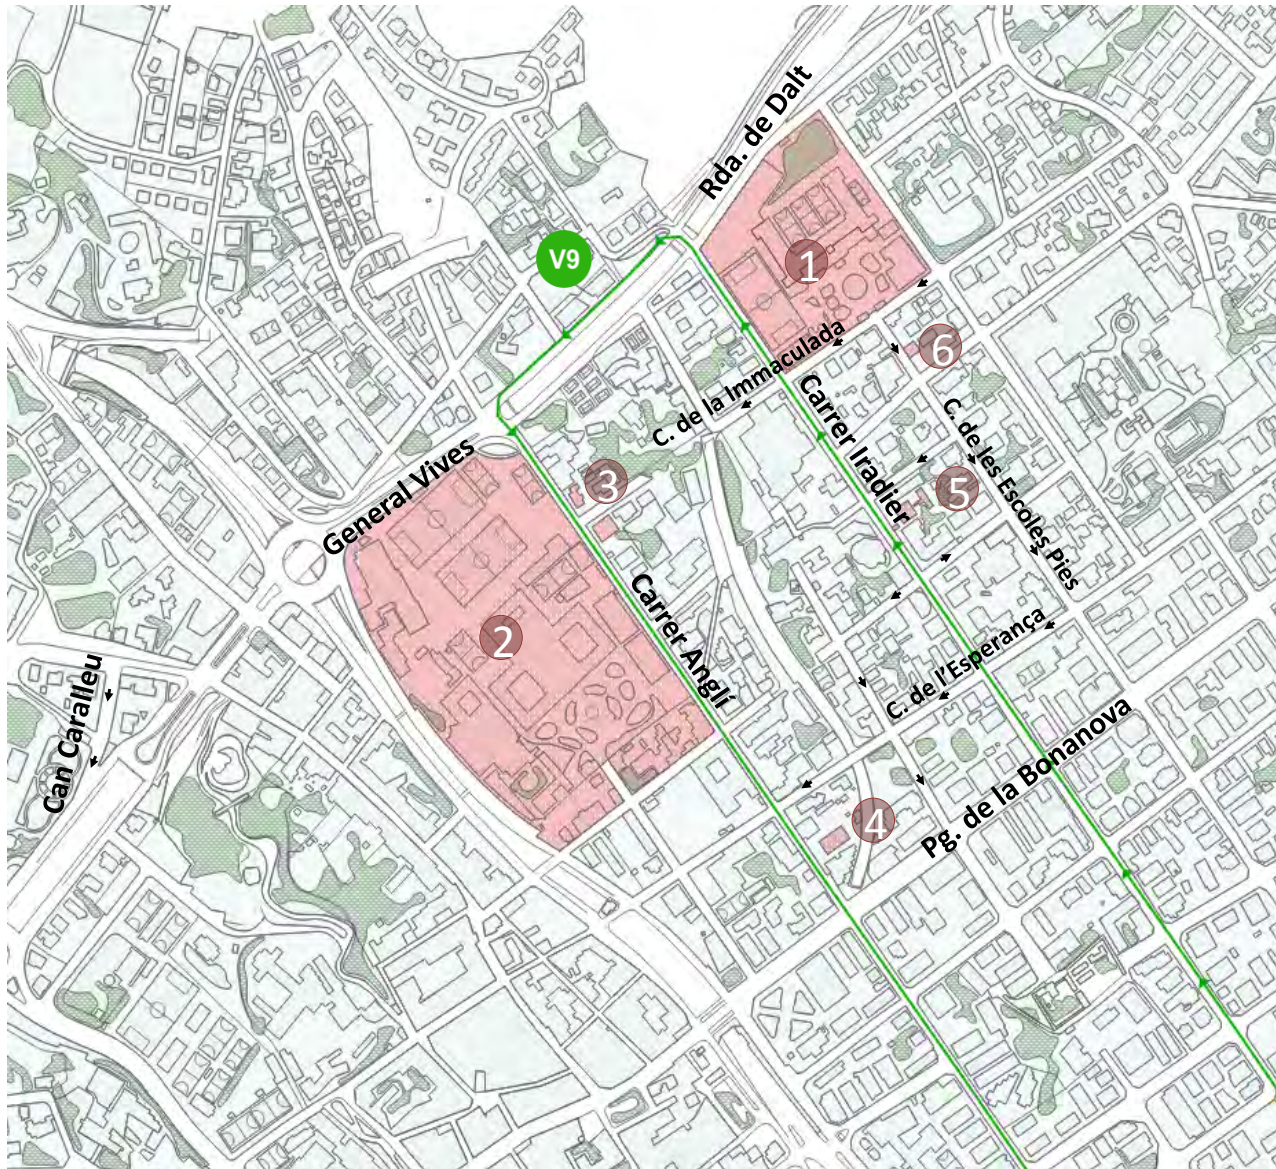 Rda. de Dalt
V9
1
6
C. de la Immaculada
Carrer Iradier
C. de les Escoles Pies
General Vives
3
5
2
Carrer Anglí
C. de l'Esperança
Can Caralleu
Pg. de la Bonanova
4